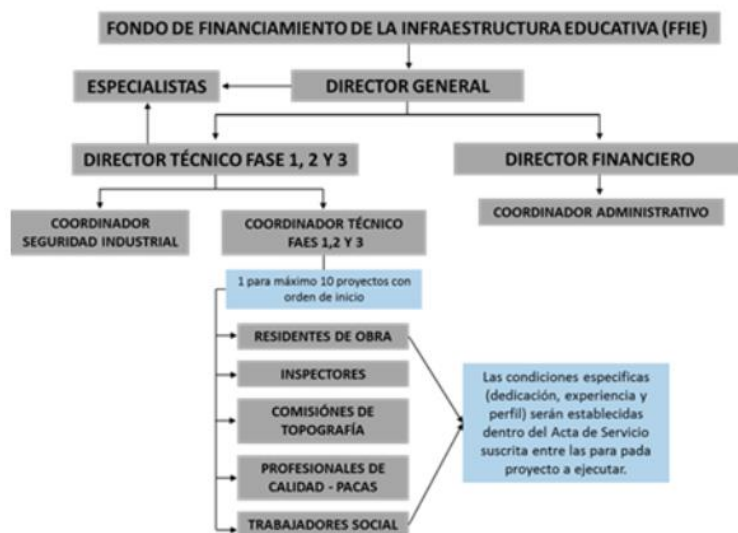 FONDO DE FINANCIAMIENTO DE LA INFRAESTRUCTURA EDUCATIVA (FFIE)
ESPECIALISTAS
DIRECTOR GENERAL
DIRECTOR TÉCNICO FASE 1, 2 Y 3
DIRECTOR FINANCIERO
COORDINADOR
SEGURIDAD INDUSTRIAL
COORDINADOR TÉCNICO
FAES 1,2 Y 3
COORDINADOR ADMINISTRATIVO
1 para máximo 10 proyectos con
orden de inicio
RESIDENTES DE OBRA
INSPECTORES
COMISIÓNES DE
TOPOGRAFÍA
PROFESIONALES DE
CALIDAD - PACAS
TRABAJADORES SOCIAL
Las condiciones especificas
(dedicación, experiencia y
perfil) serán establecidas
dentro del Acta de Servicio
suscrita entre las para pada
proyecto a ejecutar.